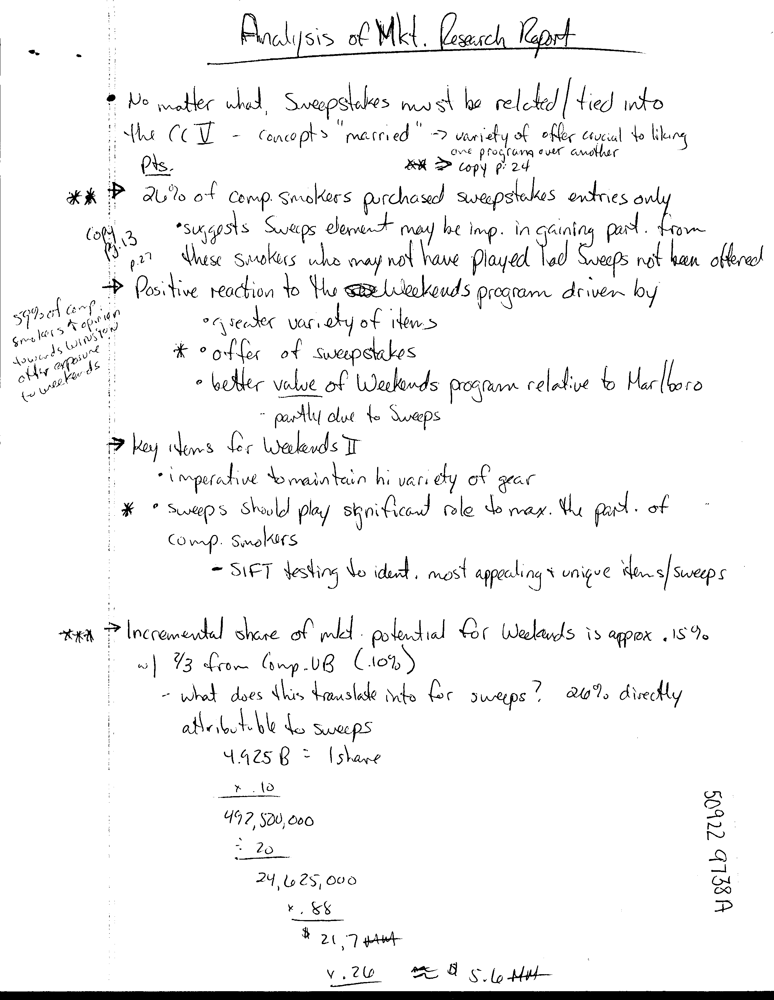 Analysis of Mkt. Research Report
• No matter what, Sweepstakes must be related/tied into
the CC V - concepts "married" -> variety of offer crucial to liking
one program over another
Pts. ** => copy p. 24
** → 26% of comp. smokers purchased sweepstakes entries only
copy • suggests Sweeps element may be imp. in gaining part. from
pg. 13
p.27 these smokers who may not have played had Sweeps not been offered
→ Positive reaction to the Weekends program driven by
59% of comp.
smokers ↑ opinion
towards Winston
after exposure
to weekends
• greater variety of items
* • offer of sweepstakes
• better value of Weekends program relative to Marlboro
- partly due to Sweeps
→ Key items for Weekends II
• imperative to maintain hi variety of gear
* • sweeps should play significant role to max. the part. of
comp. smokers
- SIFT testing to ident. most appealing & unique items/sweeps
*** → Incremental share of mkt. potential for Weekends is approx .15%
w/ 2/3 from Comp. UB (.10%)
- what does this translate into for sweeps? 26% directly
attributable to sweeps
4.925 B = 1 share
x .10
492,500,000
÷ 20
24,625,000
x .88
$ 21,7 MM
x .26 ≈ $ 5.6 MM
50922 9738A